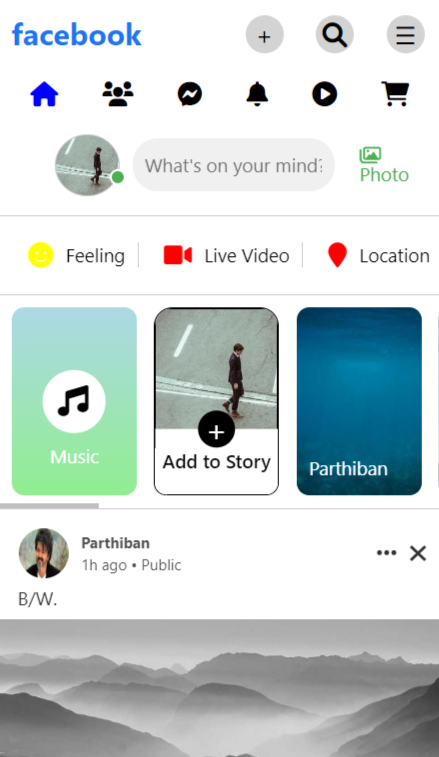 facebook
What's on your mind?
Photo
Feeling
Live Video
Location
Music
Add to Story
Parthiban
Parthiban
1h ago • Public
B/W.